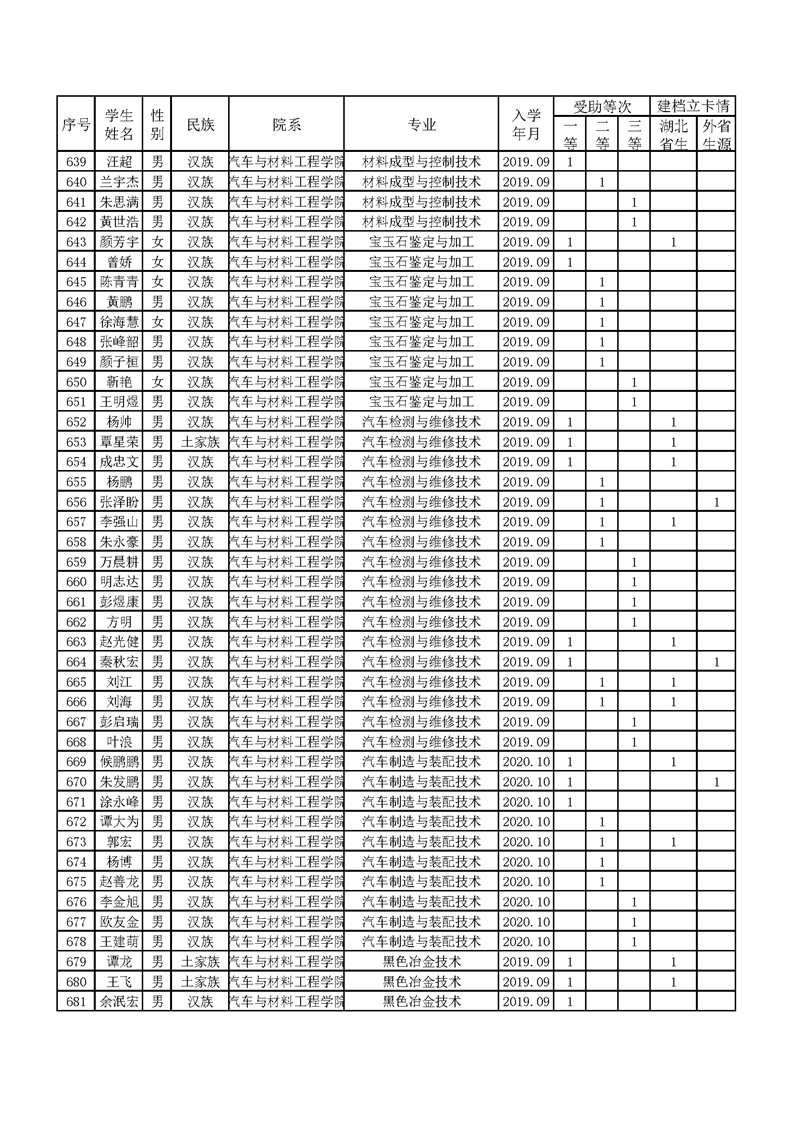 序号 学生姓名 性别 民族 院系 专业 入学年月 受助等次 建档立卡情
一等 二等 三等 湖北省生 外省生源
639 汪超 男 汉族 汽车与材料工程学院 材料成型与控制技术 2019.09 1
640 兰宇杰 男 汉族 汽车与材料工程学院 材料成型与控制技术 2019.09 1
641 朱思满 男 汉族 汽车与材料工程学院 材料成型与控制技术 2019.09 1
642 黄世浩 男 汉族 汽车与材料工程学院 材料成型与控制技术 2019.09 1
643 颜芳宇 女 汉族 汽车与材料工程学院 宝玉石鉴定与加工 2019.09 1 1
644 曾娇 女 汉族 汽车与材料工程学院 宝玉石鉴定与加工 2019.09 1
645 陈青青 女 汉族 汽车与材料工程学院 宝玉石鉴定与加工 2019.09 1
646 黄鹏 男 汉族 汽车与材料工程学院 宝玉石鉴定与加工 2019.09 1
647 徐海慧 女 汉族 汽车与材料工程学院 宝玉石鉴定与加工 2019.09 1
648 张峰韶 男 汉族 汽车与材料工程学院 宝玉石鉴定与加工 2019.09 1
649 颜子桓 男 汉族 汽车与材料工程学院 宝玉石鉴定与加工 2019.09 1
650 靳艳 女 汉族 汽车与材料工程学院 宝玉石鉴定与加工 2019.09 1
651 王明煜 男 汉族 汽车与材料工程学院 宝玉石鉴定与加工 2019.09 1
652 杨帅 男 汉族 汽车与材料工程学院 汽车检测与维修技术 2019.09 1 1
653 覃星荣 男 土家族 汽车与材料工程学院 汽车检测与维修技术 2019.09 1 1
654 成忠文 男 汉族 汽车与材料工程学院 汽车检测与维修技术 2019.09 1 1
655 杨鹏 男 汉族 汽车与材料工程学院 汽车检测与维修技术 2019.09 1
656 张泽盼 男 汉族 汽车与材料工程学院 汽车检测与维修技术 2019.09 1 1
657 李强山 男 汉族 汽车与材料工程学院 汽车检测与维修技术 2019.09 1 1
658 朱永豪 男 汉族 汽车与材料工程学院 汽车检测与维修技术 2019.09 1
659 万晨耕 男 汉族 汽车与材料工程学院 汽车检测与维修技术 2019.09 1
660 明志达 男 汉族 汽车与材料工程学院 汽车检测与维修技术 2019.09 1
661 彭煜康 男 汉族 汽车与材料工程学院 汽车检测与维修技术 2019.09 1
662 方明 男 汉族 汽车与材料工程学院 汽车检测与维修技术 2019.09 1
663 赵光健 男 汉族 汽车与材料工程学院 汽车检测与维修技术 2019.09 1 1
664 秦秋宏 男 汉族 汽车与材料工程学院 汽车检测与维修技术 2019.09 1 1
665 刘江 男 汉族 汽车与材料工程学院 汽车检测与维修技术 2019.09 1 1
666 刘海 男 汉族 汽车与材料工程学院 汽车检测与维修技术 2019.09 1 1
667 彭启瑞 男 汉族 汽车与材料工程学院 汽车检测与维修技术 2019.09 1
668 叶浪 男 汉族 汽车与材料工程学院 汽车检测与维修技术 2019.09 1
669 候鹏鹏 男 汉族 汽车与材料工程学院 汽车制造与装配技术 2020.10 1 1
670 朱发鹏 男 汉族 汽车与材料工程学院 汽车制造与装配技术 2020.10 1 1
671 涂永峰 男 汉族 汽车与材料工程学院 汽车制造与装配技术 2020.10 1
672 谭大为 男 汉族 汽车与材料工程学院 汽车制造与装配技术 2020.10 1
673 郭宏 男 汉族 汽车与材料工程学院 汽车制造与装配技术 2020.10 1 1
674 杨博 男 汉族 汽车与材料工程学院 汽车制造与装配技术 2020.10 1
675 赵善龙 男 汉族 汽车与材料工程学院 汽车制造与装配技术 2020.10 1
676 李金旭 男 汉族 汽车与材料工程学院 汽车制造与装配技术 2020.10 1
677 欧友金 男 汉族 汽车与材料工程学院 汽车制造与装配技术 2020.10 1
678 王建萌 男 汉族 汽车与材料工程学院 汽车制造与装配技术 2020.10 1
679 谭龙 男 土家族 汽车与材料工程学院 黑色冶金技术 2019.09 1 1
680 王飞 男 土家族 汽车与材料工程学院 黑色冶金技术 2019.09 1 1
681 余泯宏 男 汉族 汽车与材料工程学院 黑色冶金技术 2019.09 1